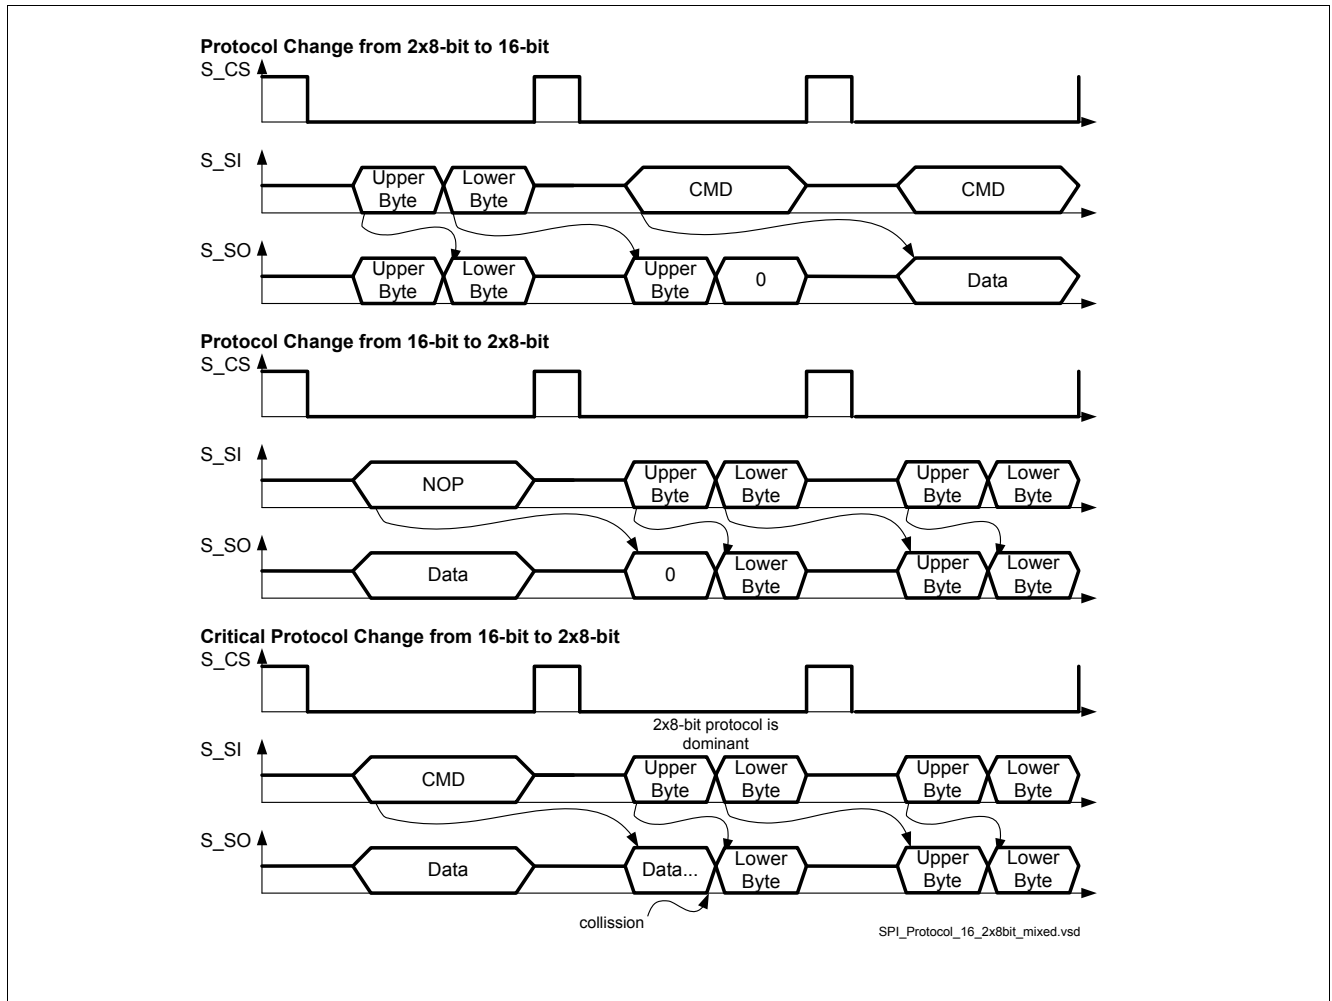 Protocol Change from 2x8-bit to 16-bit
S_CS
S_SI
Upper
Byte
Lower
Byte
CMD
CMD
S_SO
Upper
Byte
Lower
Byte
Upper
Byte
0
Data
Protocol Change from 16-bit to 2x8-bit
S_CS
S_SI
NOP
Upper
Byte
Lower
Byte
Upper
Byte
Lower
Byte
S_SO
Data
0
Lower
Byte
Upper
Byte
Lower
Byte
Critical Protocol Change from 16-bit to 2x8-bit
S_CS
2x8-bit protocol is
dominant
S_SI
CMD
Upper
Byte
Lower
Byte
Upper
Byte
Lower
Byte
S_SO
Data
Data...
Lower
Byte
Upper
Byte
Lower
Byte
collission
SPI_Protocol_16_2x8bit_mixed.vsd